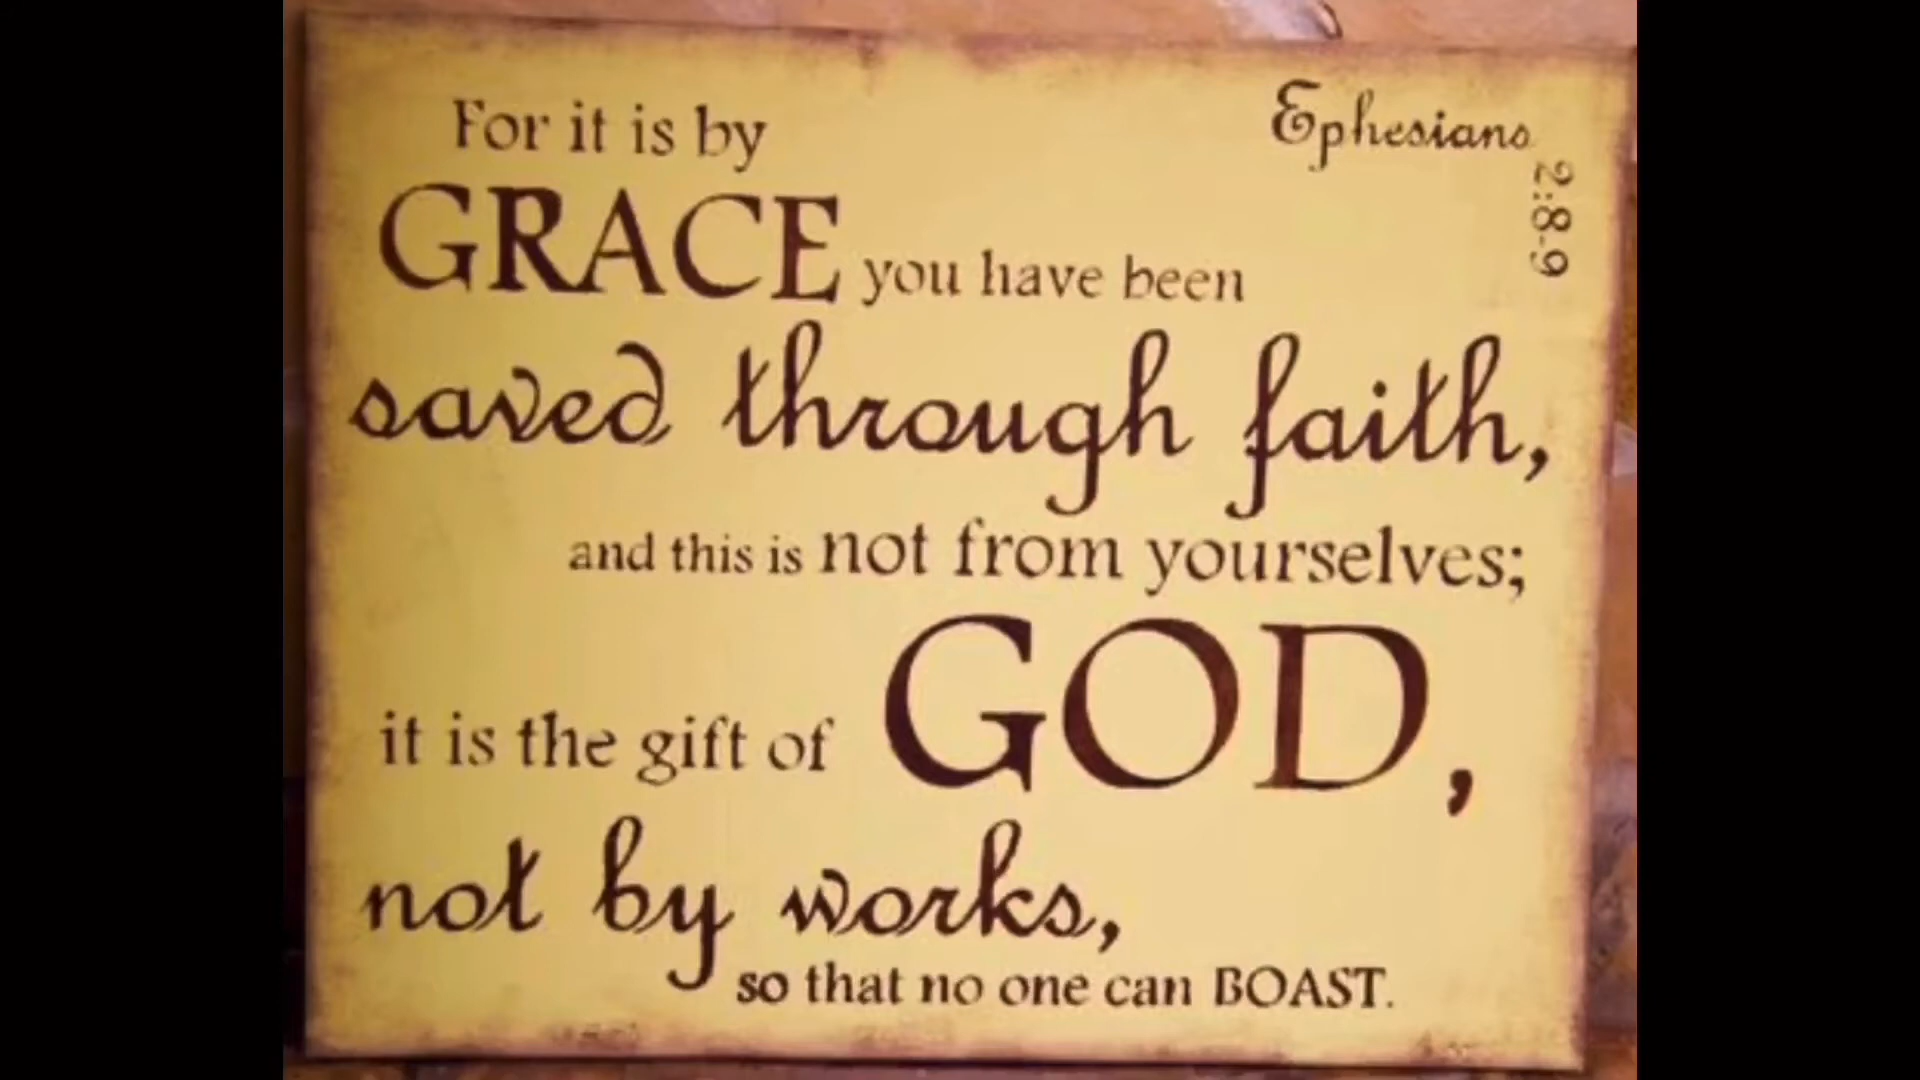 For it is by
Ephesians
2:8-9
GRACE you have been
saved through faith,
and this is not from yourselves;
it is the gift of GOD,
not by works,
so that no one can BOAST.